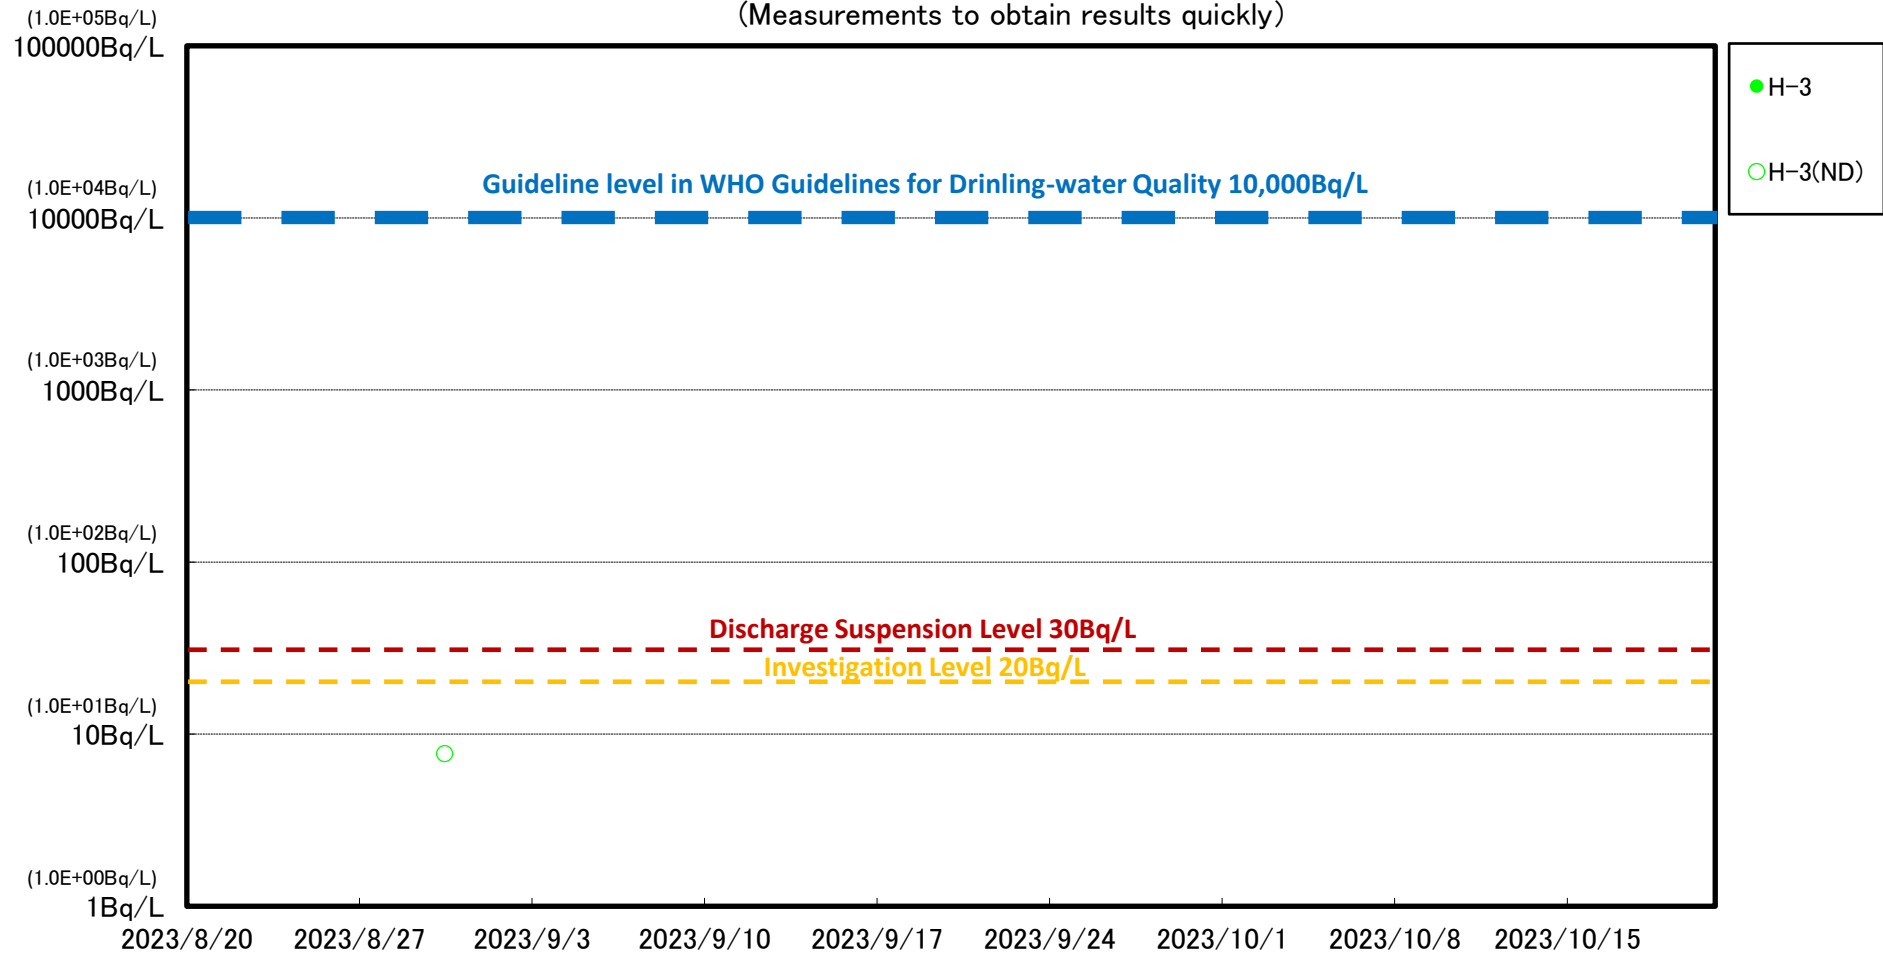 (Measurements to obtain results quickly)
(1.0E+05Bq/L)
100000Bq/L
H-3
H-3(ND)
Guideline level in WHO Guidelines for Drinling-water Quality 10,000Bq/L
(1.0E+04Bq/L)
10000Bq/L
(1.0E+03Bq/L)
1000Bq/L
(1.0E+02Bq/L)
100Bq/L
Discharge Suspension Level 30Bq/L
Investigation Level 20Bq/L
(1.0E+01Bq/L)
10Bq/L
(1.0E+00Bq/L)
1Bq/L
2023/8/20 2023/8/27 2023/9/3 2023/9/10 2023/9/17 2023/9/24 2023/10/1 2023/10/8 2023/10/15